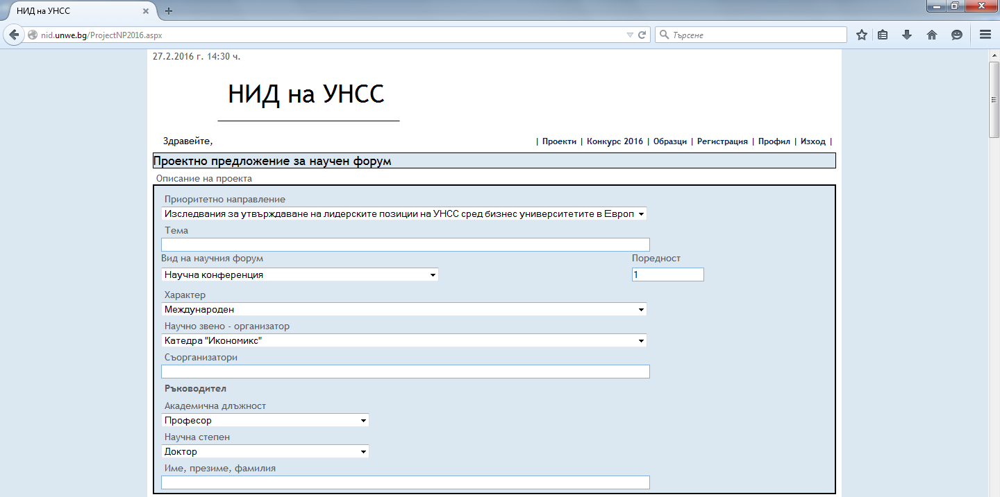 НИД на УНСС
nid.unwe.bg/ProjectNP2016.aspx
Търсене
27.2.2016 г. 14:30 ч.
НИД на УНСС
Здравейте,
| Проекти | Конкурс 2016 | Образци | Регистрация | Профил | Изход |
Проектно предложение за научен форум
Описание на проекта
Приоритетно направление
Изследвания за утвърждаване на лидерските позиции на УНСС сред бизнес университетите в Европ
Тема
Вид на научния форум
Поредност
Научна конференция
1
Характер
Международен
Научно звено - организатор
Катедра "Икономикс"
Съорганизатори
Ръководител
Академична длъжност
Професор
Научна степен
Доктор
Име, презиме, фамилия